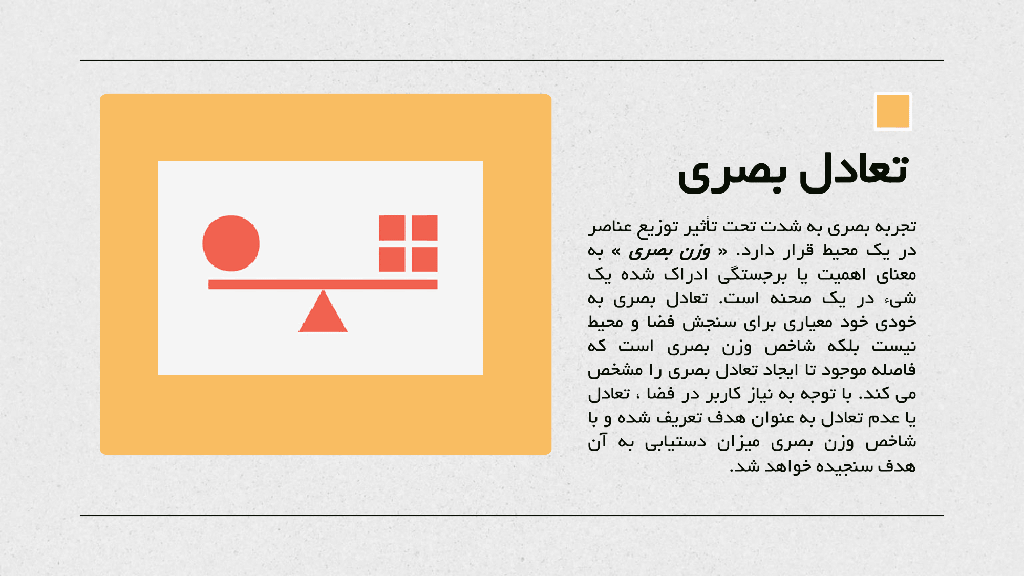 تعادل بصری
تجربه بصری به شدت تحت تأثیر توزیع عناصر
در یک محیط قرار دارد. « وزن بصری » به
معنای اهمیت یا برجستگی ادراک شده یک
شیء در یک صحنه است. تعادل بصری به
خودی خود معیاری برای سنجش فضا و محیط
نیست بلکه شاخص وزن بصری است که
فاصله موجود تا ایجاد تعادل بصری را مشخص
می کند. با توجه به نیاز کاربر در فضا ، تعادل
یا عدم تعادل به عنوان هدف تعریف شده و با
شاخص وزن بصری میزان دستیابی به آن
هدف سنجیده خواهد شد.